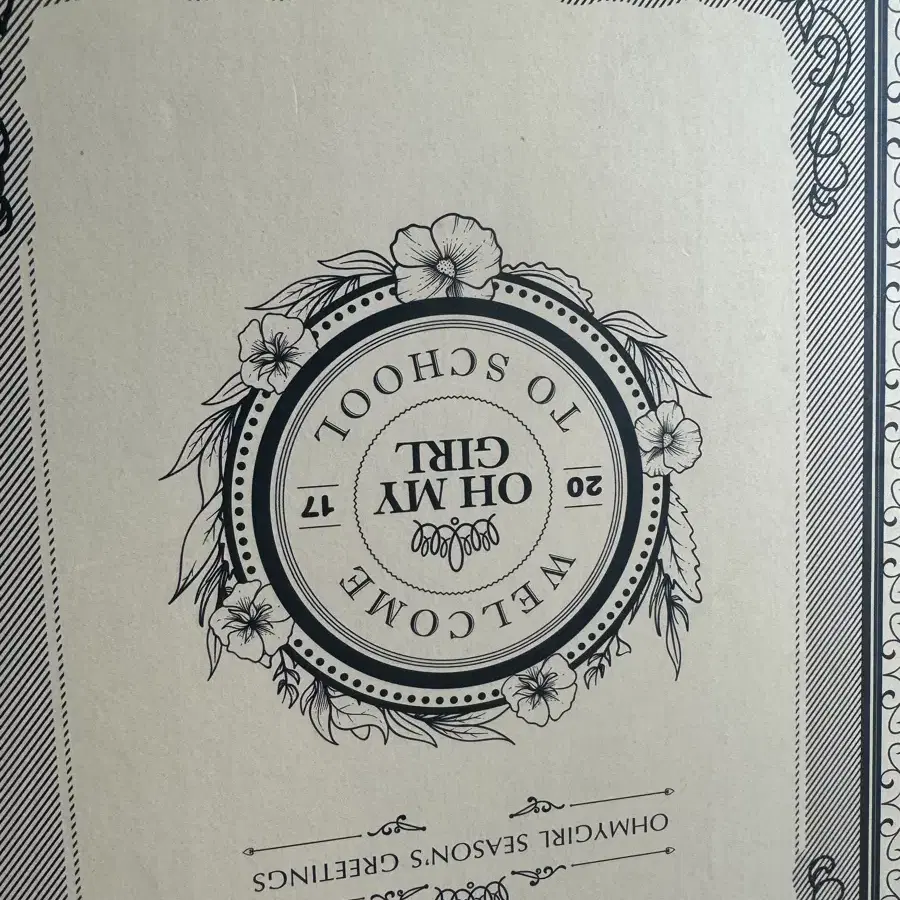 OHMYGIRL SEASON'S GREETINGS
WELCOME
20 17
OH MY
GIRL
TO SCHOOL